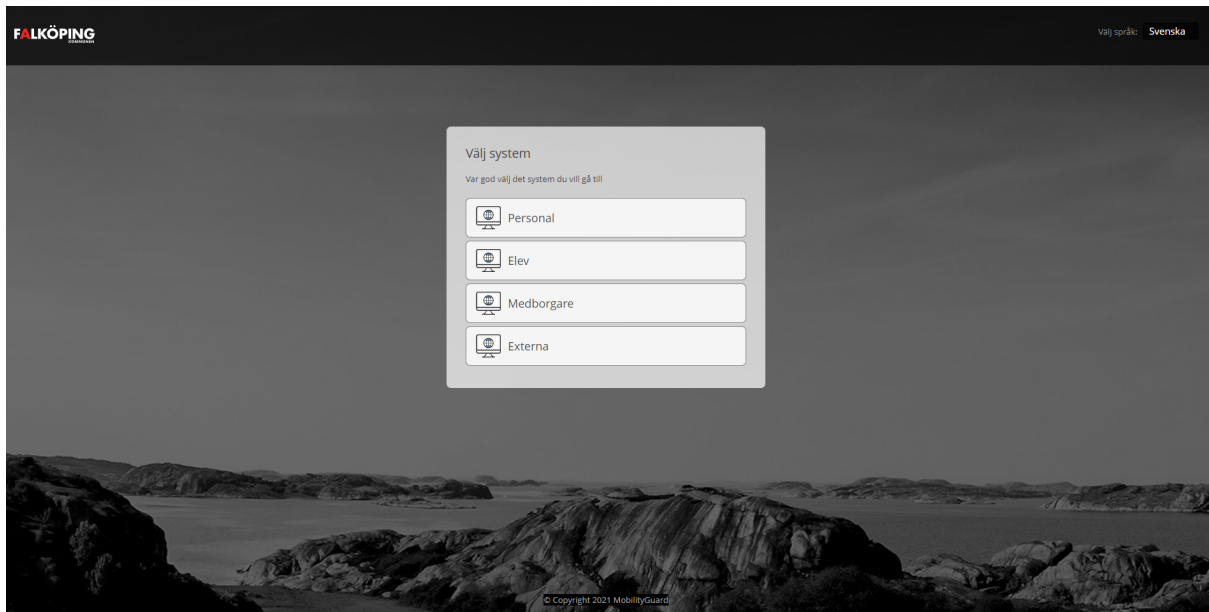 FALKÖPING
KOMMUNEN
Välj språk: Svenska
Välj system
Var god välj det system du vill gå till
Personal
Elev
Medborgare
Externa
© Copyright 2021 MobilityGuard